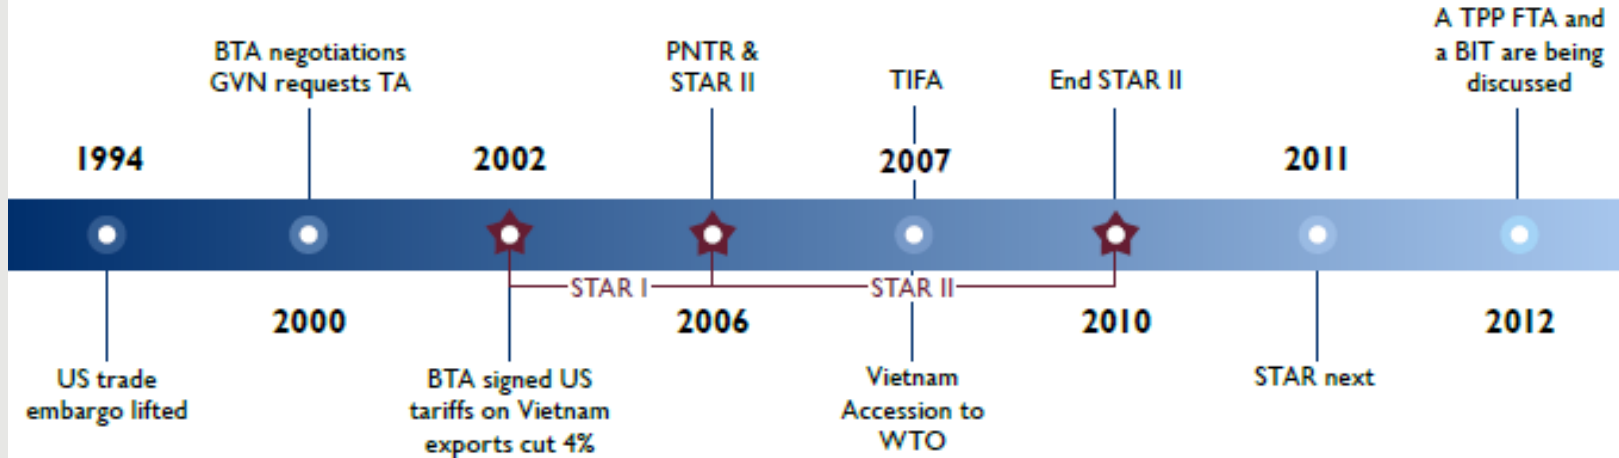 A TPP FTA and
a BIT are being
discussed
BTA negotiations
GVN requests TA
PNTR &
STAR II
TIFA
End STAR II
1994
2002
2007
2011
STAR I
STAR II
2000
2006
2010
2012
US trade
embargo lifted
BTA signed US
tariffs on Vietnam
exports cut 4%
Vietnam
Accession to
WTO
STAR next